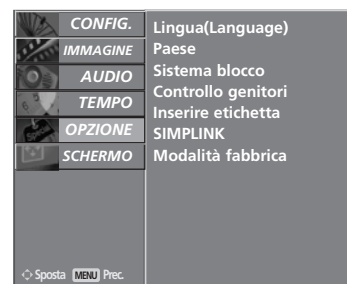 CONFIG.
IMMAGINE
AUDIO
TEMPO
OPZIONE
SCHERMO
Lingua(Language)
Paese
Sistema blocco
Controllo genitori
Inserire etichetta
SIMPLINK
Modalità fabbrica
Sposta MENU Prec.